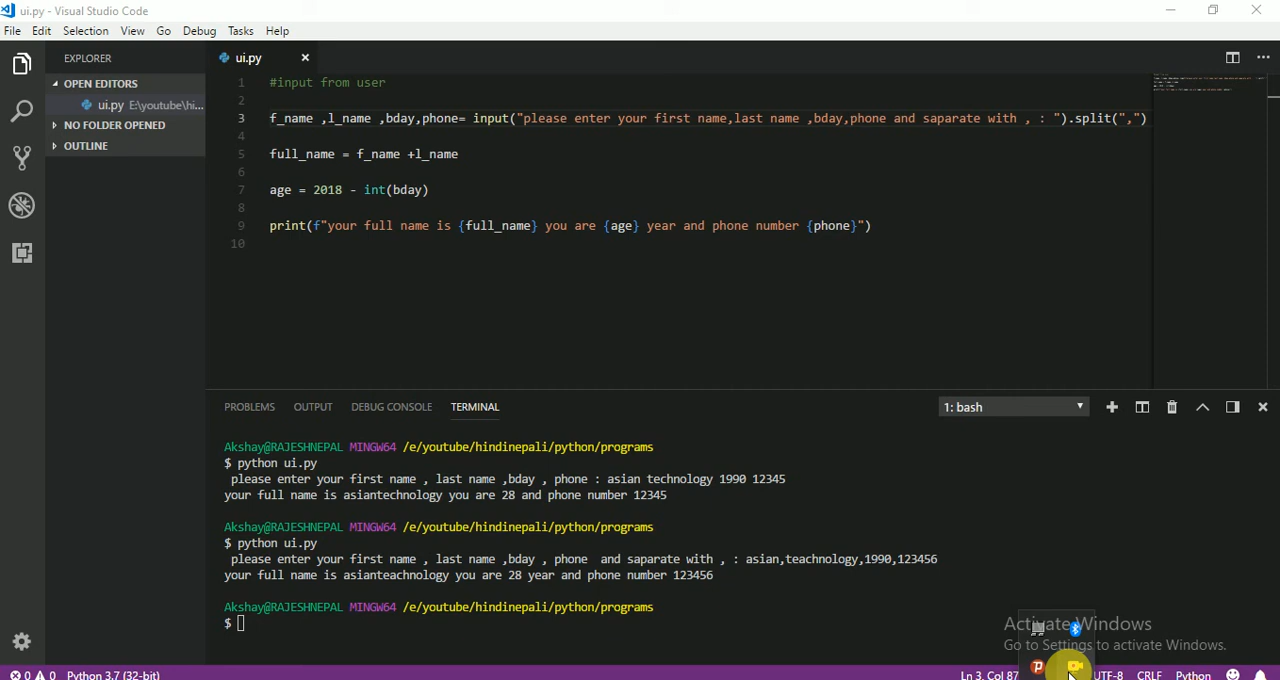 ui.py - Visual Studio Code
File Edit Selection View Go Debug Tasks Help
EXPLORER
OPEN EDITORS
ui.py E:\youtube\hi...
NO FOLDER OPENED
OUTLINE
ui.py
1 #input from user
2
3 f_name ,l_name ,bday,phone= input("please enter your first name,last name ,bday,phone and saparate with , : ").split(",")
4
5 full_name = f_name +l_name
6
7 age = 2018 - int(bday)
8
9 print(f"your full name is {full_name} you are {age} year and phone number {phone}")
10
PROBLEMS OUTPUT DEBUG CONSOLE TERMINAL 1: bash
Akshay@RAJESHNEPAL MINGW64 /e/youtube/hindinepali/python/programs
$ python ui.py
please enter your first name , last name ,bday , phone : asian technology 1990 12345
your full name is asiantechnology you are 28 and phone number 12345
Akshay@RAJESHNEPAL MINGW64 /e/youtube/hindinepali/python/programs
$ python ui.py
please enter your first name , last name ,bday , phone  and saparate with , : asian,teachnology,1990,123456
your full name is asianteachnology you are 28 year and phone number 123456
Akshay@RAJESHNEPAL MINGW64 /e/youtube/hindinepali/python/programs
$
Activate Windows
Go to Settings to activate Windows.
0 0 Python 3.7 (32-bit) Ln 3, Col 87 UTF-8 CRLF Python